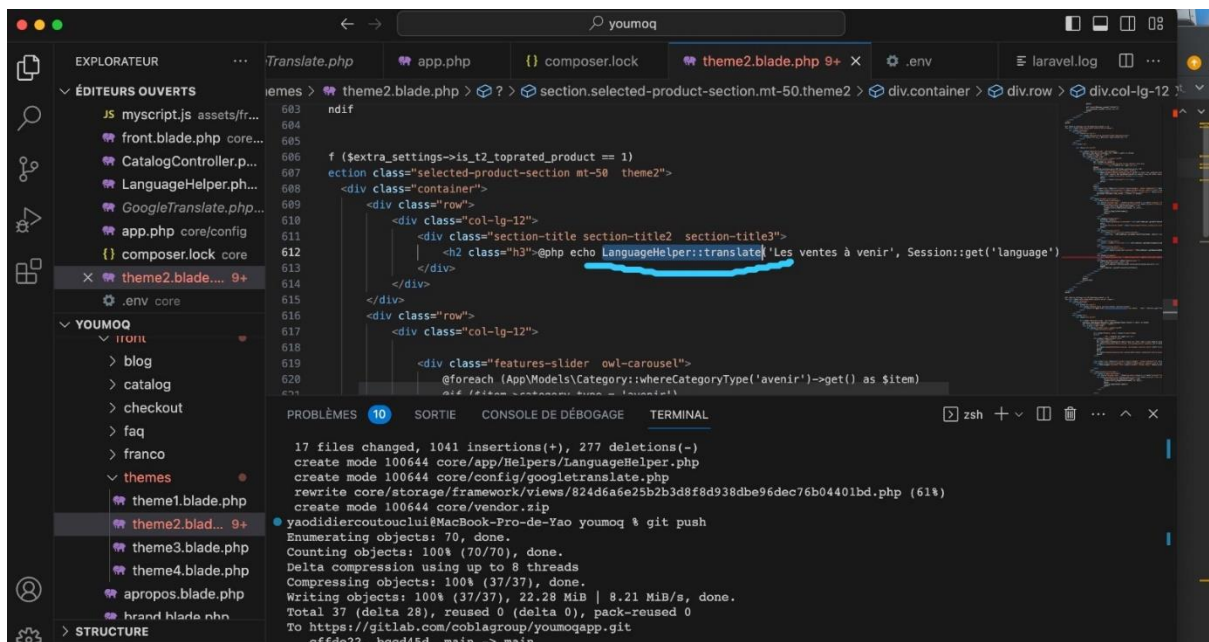 youmoq
EXPLORATEUR
Translate.php
app.php
{} composer.lock
theme2.blade.php 9+
.env
laravel.log
ÉDITEURS OUVERTS
emes > theme2.blade.php > ? > section.selected-product-section.mt-50.theme2 > div.container > div.row > div.col-lg-12
JS myscript.js assets/fr...
front.blade.php core...
CatalogController.p...
LanguageHelper.ph...
GoogleTranslate.php...
app.php core/config
{} composer.lock core
theme2.blade.... 9+
.env core
YOUMOQ
front
> blog
> catalog
> checkout
> faq
> franco
themes
theme1.blade.php
theme2.blad... 9+
theme3.blade.php
theme4.blade.php
apropos.blade.php
brand.blade.php
> STRUCTURE
603 ndif
604
605
606 f ($extra_settings->is_t2_toprated_product == 1)
607 ection class="selected-product-section mt-50 theme2">
608 <div class="container">
609 <div class="row">
610 <div class="col-lg-12">
611 <div class="section-title section-title2 section-title3">
612 <h2 class="h3">@php echo LanguageHelper::translate('Les ventes à venir', Session::get('language')
613 </div>
614 </div>
615 </div>
616 <div class="row">
617 <div class="col-lg-12">
618
619 <div class="features-slider owl-carousel">
620 @foreach (App\Models\Category::whereCategoryType('avenir')->get() as $item)
621 @if ($item->category_type = 'avenir')
PROBLÈMES 10 SORTIE CONSOLE DE DÉBOGAGE TERMINAL
zsh
17 files changed, 1041 insertions(+), 277 deletions(-)
create mode 100644 core/app/Helpers/LanguageHelper.php
create mode 100644 core/config/googletranslate.php
rewrite core/storage/framework/views/824d6a6e25b2b3d8f8d938dbe96dec76b04401bd.php (61%)
create mode 100644 core/vendor.zip
yaodidiercoutouclui@MacBook-Pro-de-Yao youmoq % git push
Enumerating objects: 70, done.
Counting objects: 100% (70/70), done.
Delta compression using up to 8 threads
Compressing objects: 100% (37/37), done.
Writing objects: 100% (37/37), 22.28 MiB | 8.21 MiB/s, done.
Total 37 (delta 28), reused 0 (delta 0), pack-reused 0
To https://gitlab.com/coblagroup/youmoqapp.git
main -> main